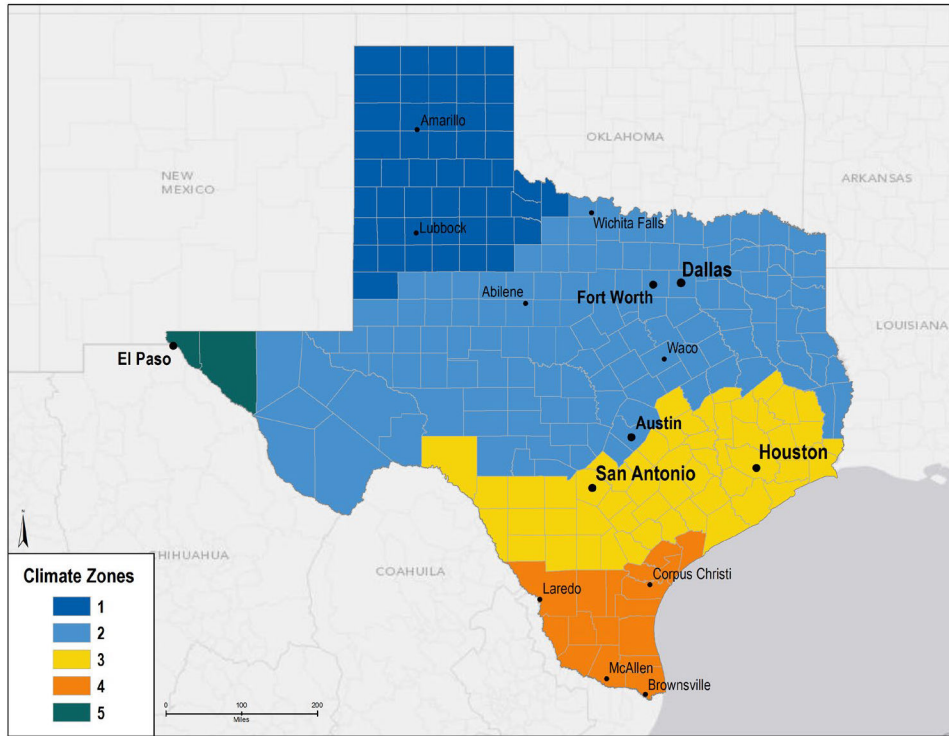 Amarillo
OKLAHOMA
NEW
MEXICO
ARKANSAS
Lubbock
Wichita Falls
Dallas
Fort Worth
Abilene
LOUISIANA
El Paso
Waco
Austin
Houston
San Antonio
N
CHIHUAHUA
COAHUILA
Corpus Christi
Laredo
McAllen
Brownsville
Climate Zones
1
2
3
4
5
0 100 200
Miles